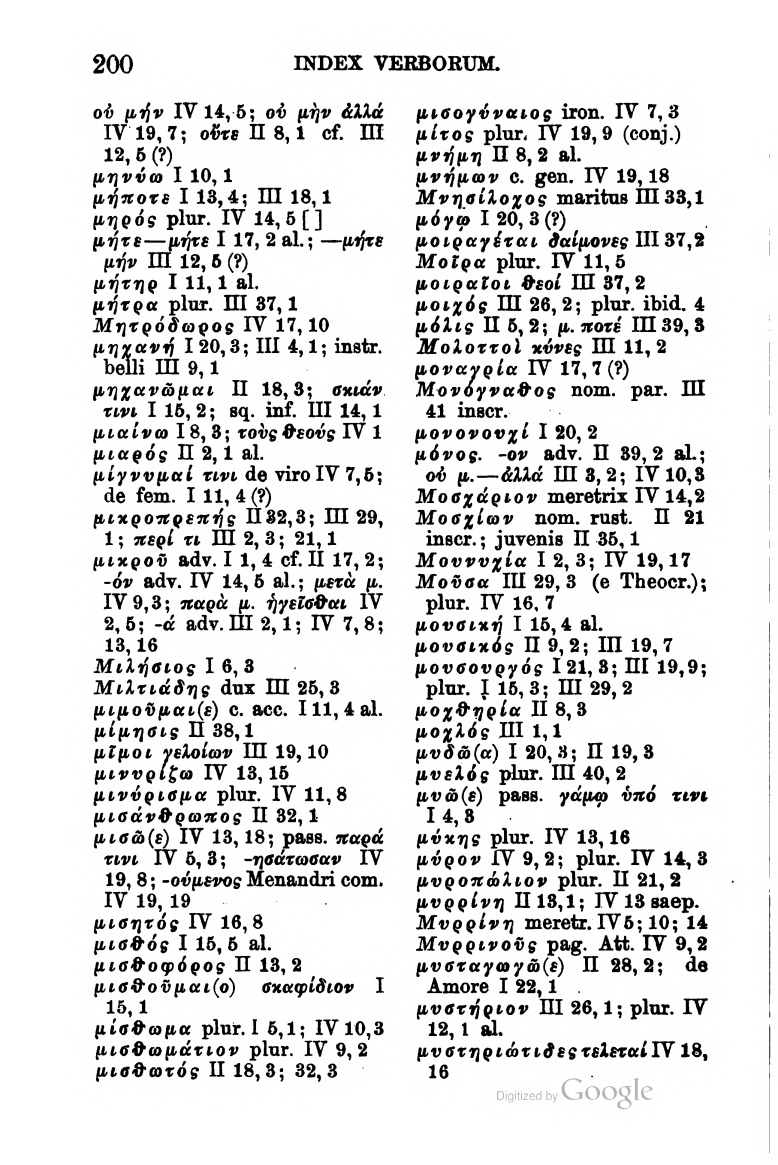 200 INDEX VERBORUM.
οὐ μήν IV 14, 5; οὐ μὴν ἀλλά
IV 19, 7; οὔτε II 8, 1 cf. III
12, 5 (?)
μηνύω I 10, 1
μήποτε I 13, 4; III 18, 1
μηρός plur. IV 14, 5 [ ]
μήτε—μήτε I 17, 2 al.; —μήτε
μήν III 12, 5 (?)
μήτηρ I 11, 1 al.
μήτρα plur. III 37, 1
Μητρόδωρος IV 17, 10
μηχανή I 20, 3; III 4, 1; instr.
belli III 9, 1
μηχανῶμαι II 18, 3; σκιάν
τινι I 15, 2; sq. inf. III 14, 1
μιαίνω I 8, 3; τοὺς θεούς IV 1
μιαρός II 2, 1 al.
μίγνυμαί τινι de viro IV 7, 5;
de fem. I 11, 4 (?)
μικροπρεπής II 32, 3; III 29,
1; περί τι III 2, 3; 21, 1
μικροῦ adv. I 1, 4 cf. II 17, 2;
-όν adv. IV 14, 5 al.; μετὰ μ.
IV 9, 3; παρὰ μ. ἡγεῖσθαι IV
2, 5; -ά adv. III 2, 1; IV 7, 8;
13, 16
Μιλήσιος I 6, 3
Μιλτιάδης dux III 25, 3
μιμοῦμαι(ε) c. acc. I 11, 4 al.
μίμησις II 38, 1
μῖμοι γελοίων III 19, 10
μινυρίζω IV 13, 15
μινύρισμα plur. IV 11, 8
μισάνθρωπος II 32, 1
μισῶ(ε) IV 13, 18; pass. παρά
τινι IV 5, 3; -ησάτωσαν IV
19, 8; -ούμενος Menandri com.
IV 19, 19
μισητός IV 16, 8
μισθός I 15, 5 al.
μισθοφόρος II 13, 2
μισθοῦμαι(ο) σκαφίδιον I
15, 1
μίσθωμα plur. I 5, 1; IV 10, 3
μισθωμάτιον plur. IV 9, 2
μισθωτός II 18, 3; 32, 3
μισογύναιος iron. IV 7, 3
μίτος plur. IV 19, 9 (conj.)
μνήμη II 8, 2 al.
μνήμων c. gen. IV 19, 18
Μνησίλοχος maritus III 33, 1
μόγῳ I 20, 3 (?)
μοιραγέται δαίμονες III 37, 2
Μοῖρα plur. IV 11, 5
μοιραῖοι θεοί III 37, 2
μοιχός III 26, 2; plur. ibid. 4
μόλις II 5, 2; μ. ποτέ III 39, 3
Μολοττοὶ κύνες III 11, 2
μοναγρία IV 17, 7 (?)
Μονόγναθος nom. par. III
41 inscr.
μονονουχί I 20, 2
μόνος. -ον adv. II 39, 2 al.;
οὐ μ.—ἀλλά III 3, 2; IV 10, 3
Μοσχάριον meretrix IV 14, 2
Μοσχίων nom. rust. II 21
inscr.; juvenis II 35, 1
Μουνυχία I 2, 3; IV 19, 17
Μοῦσα III 29, 3 (e Theocr.);
plur. IV 16, 7
μουσική I 15, 4 al.
μουσικός II 9, 2; III 19, 7
μουσουργός I 21, 3; III 19, 9;
plur. I 15, 3; III 29, 2
μοχθηρία II 8, 3
μοχλός III 1, 1
μυδῶ(α) I 20, 3; II 19, 3
μυελός plur. III 40, 2
μυῶ(ε) pass. γάμῳ ὑπό τινι
I 4, 3
μύκης plur. IV 13, 16
μύρον IV 9, 2; plur. IV 14, 3
μυροπώλιον plur. II 21, 2
μυρρίνη II 13, 1; IV 13 saep.
Μυρρίνη meretr. IV 5; 10; 14
Μυρρινοῦς pag. Att. IV 9, 2
μυσταγωγῶ(ε) II 28, 2; de
Amore I 22, 1
μυστήριον III 26, 1; plur. IV
12, 1 al.
μυστηριώτιδες τελεταί IV 18,
16
Digitized by Google